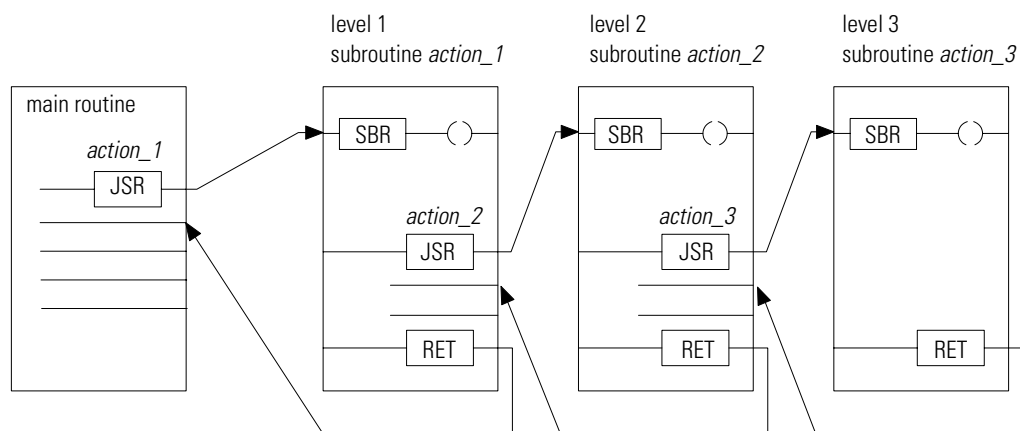 level 1
subroutine action_1
level 2
subroutine action_2
level 3
subroutine action_3
main routine
action_1
JSR
SBR
action_2
JSR
RET
SBR
action_3
JSR
RET
SBR
RET